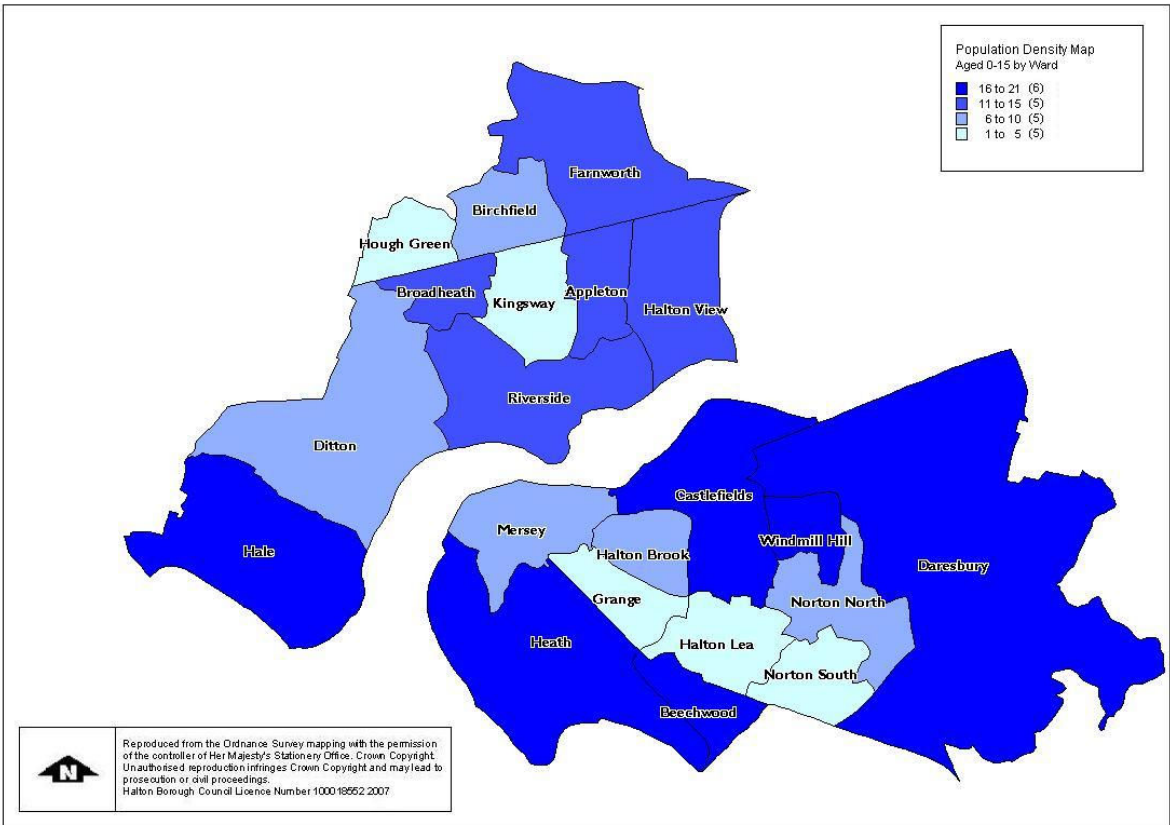 Population Density Map
Aged 0-15 by Ward
16 to 21 (6)
11 to 15 (5)
6 to 10 (5)
1 to 5 (5)
Farnworth
Birchfield
Hough Green
Broadheath
Kingsway
Appleton
Halton View
Riverside
Ditton
Hale
Castlefields
Mersey
Halton Brook
Windmill Hill
Daresbury
Grange
Norton North
Heath
Halton Lea
Norton South
Beechwood
N
Reproduced from the Ordnance Survey mapping with the permission
of the controller of Her Majesty's Stationery Office. Crown Copyright.
Unauthorised reproduction infringes Crown Copyright and may lead to
prosecution or civil proceedings.
Halton Borough Council Licence Number 100018552 2007